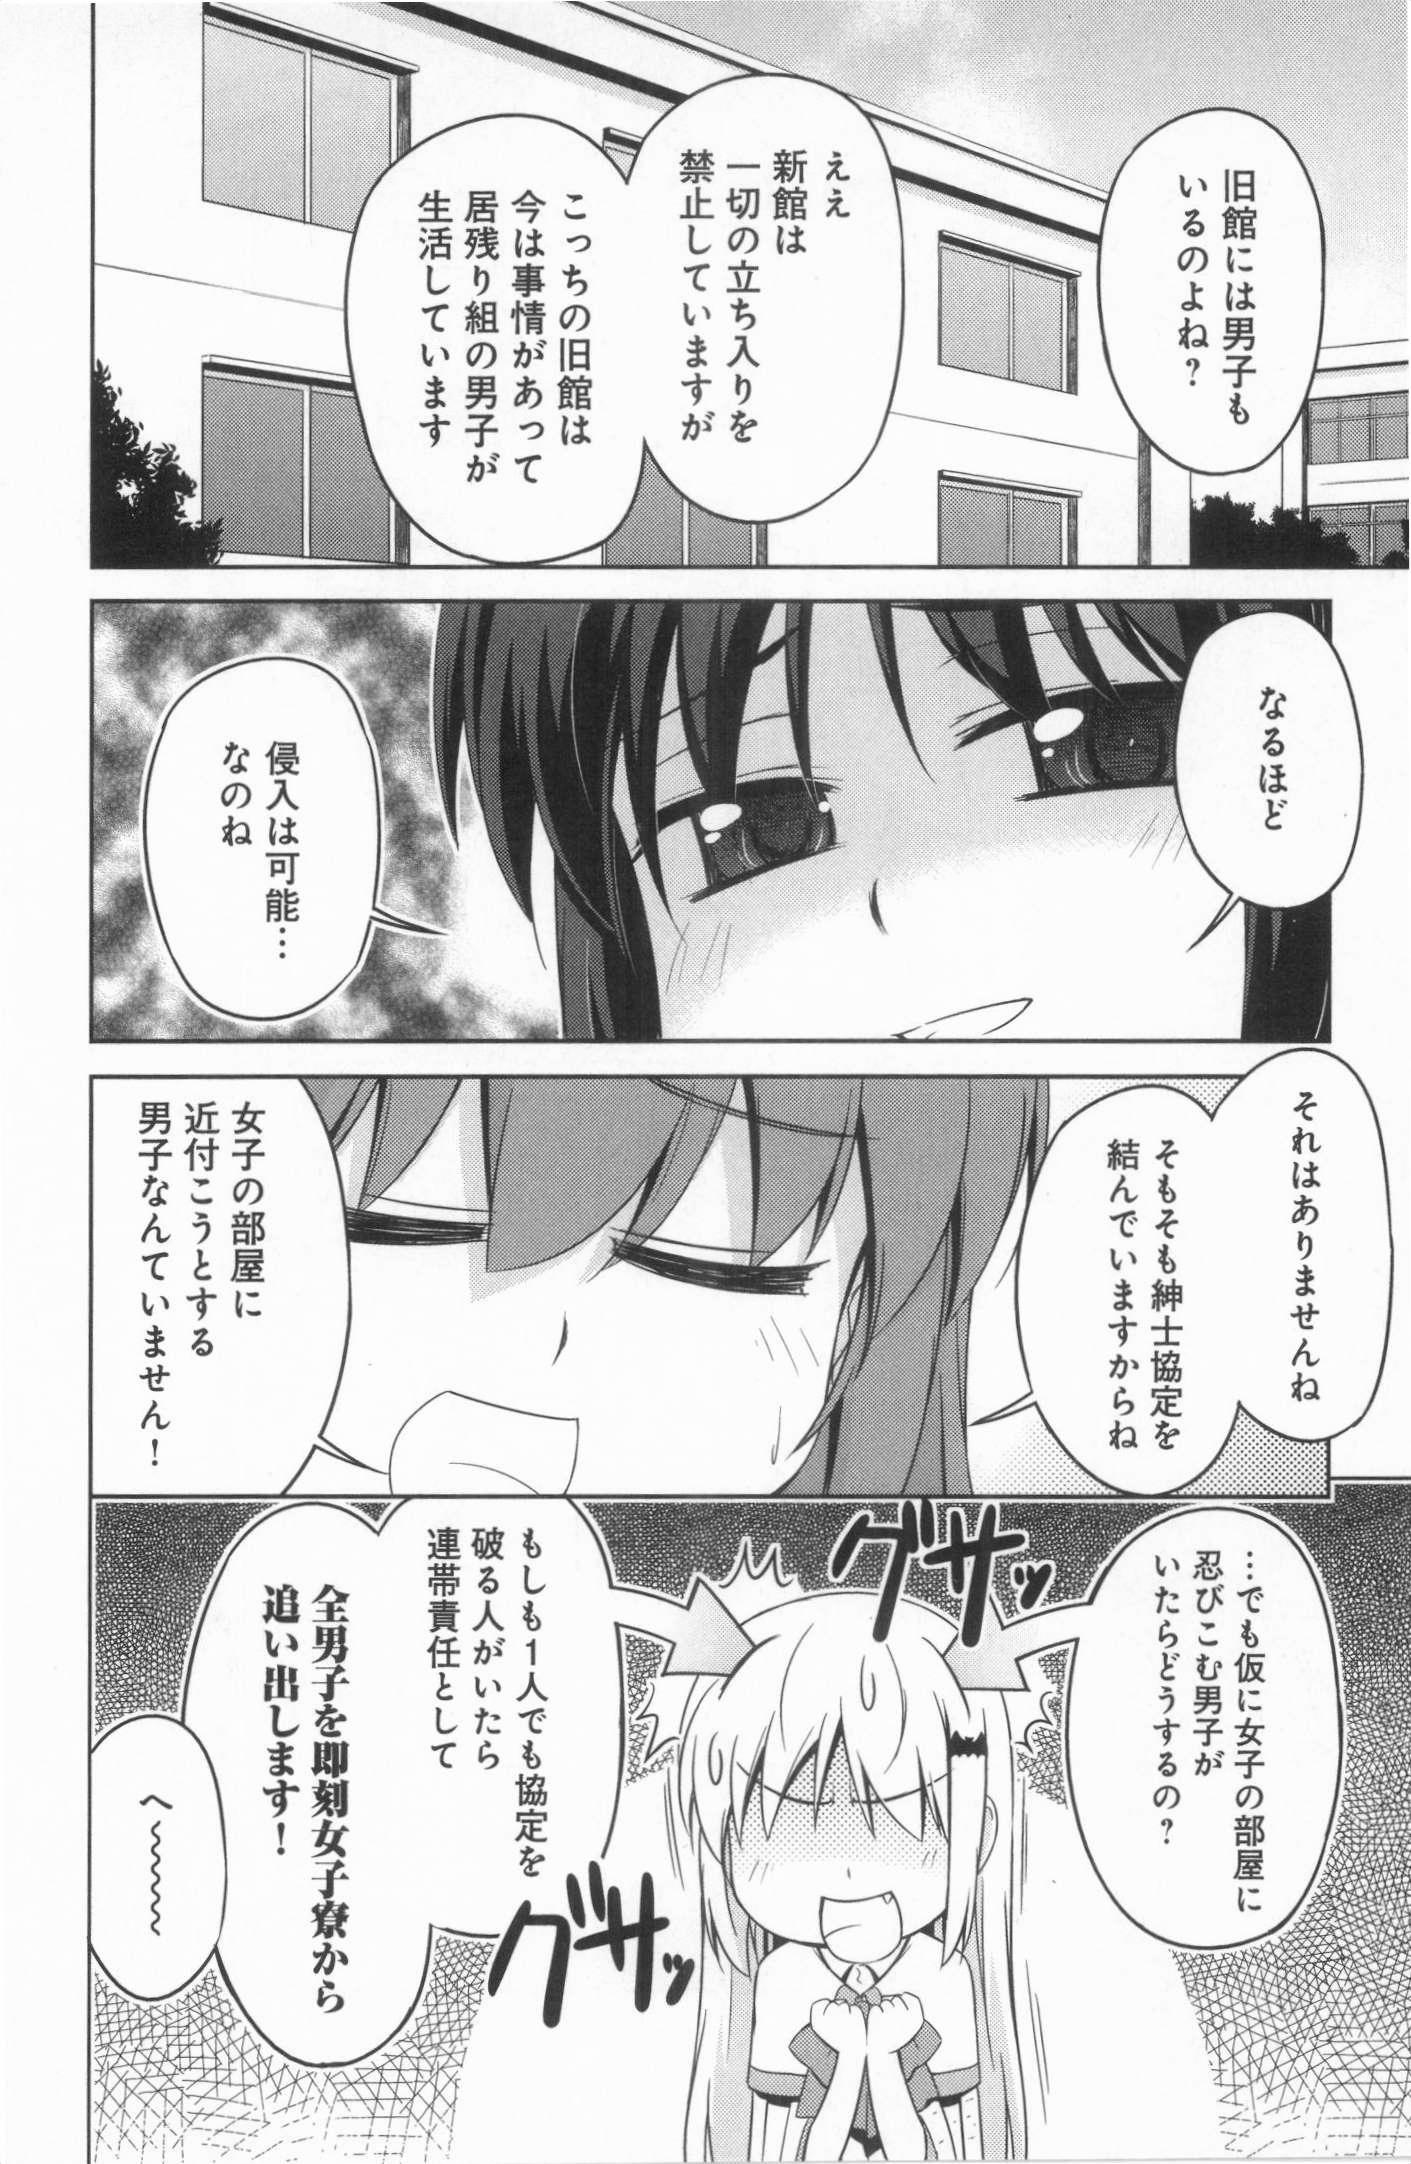 旧館には男子も
いるのよね?
ええ
新館は
一切の立ち入りを
禁止していますが
こっちの旧館は
今は事情があって
居残り組の男子が
生活しています
なるほど
侵入は可能…
なのね
それはありませんね
そもそも紳士協定を
結んでいますからね
女子の部屋に
近付こうとする
男子なんていません!
…でも仮に女子の部屋に
忍びこむ男子が
いたらどうするの?
グサッ
もしも1人でも協定を
破る人がいたら
連帯責任として
グサッ
全男子を即刻女子寮から
追い出します!
へ〜〜〜